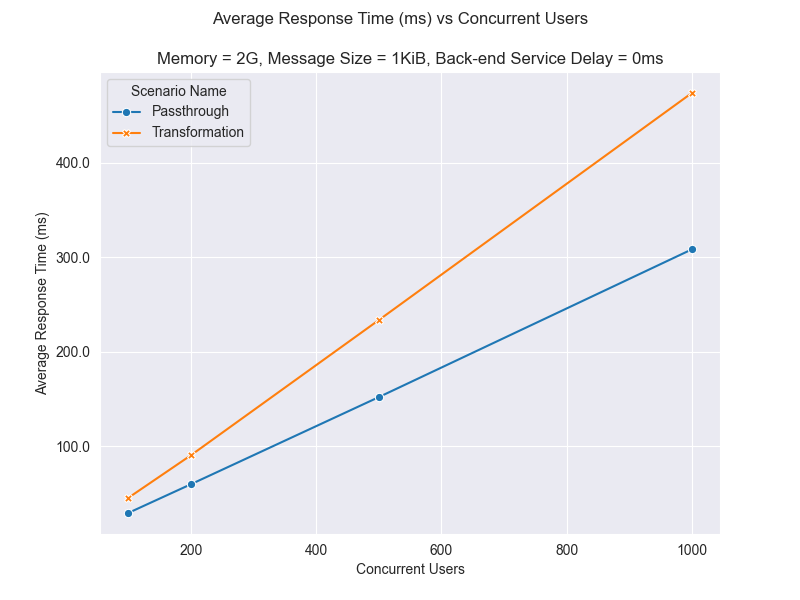 Average Response Time (ms) vs Concurrent Users
Memory = 2G, Message Size = 1KiB, Back-end Service Delay = 0ms
Scenario Name
Passthrough
Transformation
400.0
300.0
200.0
100.0
Average Response Time (ms)
200 400 600 800 1000
Concurrent Users